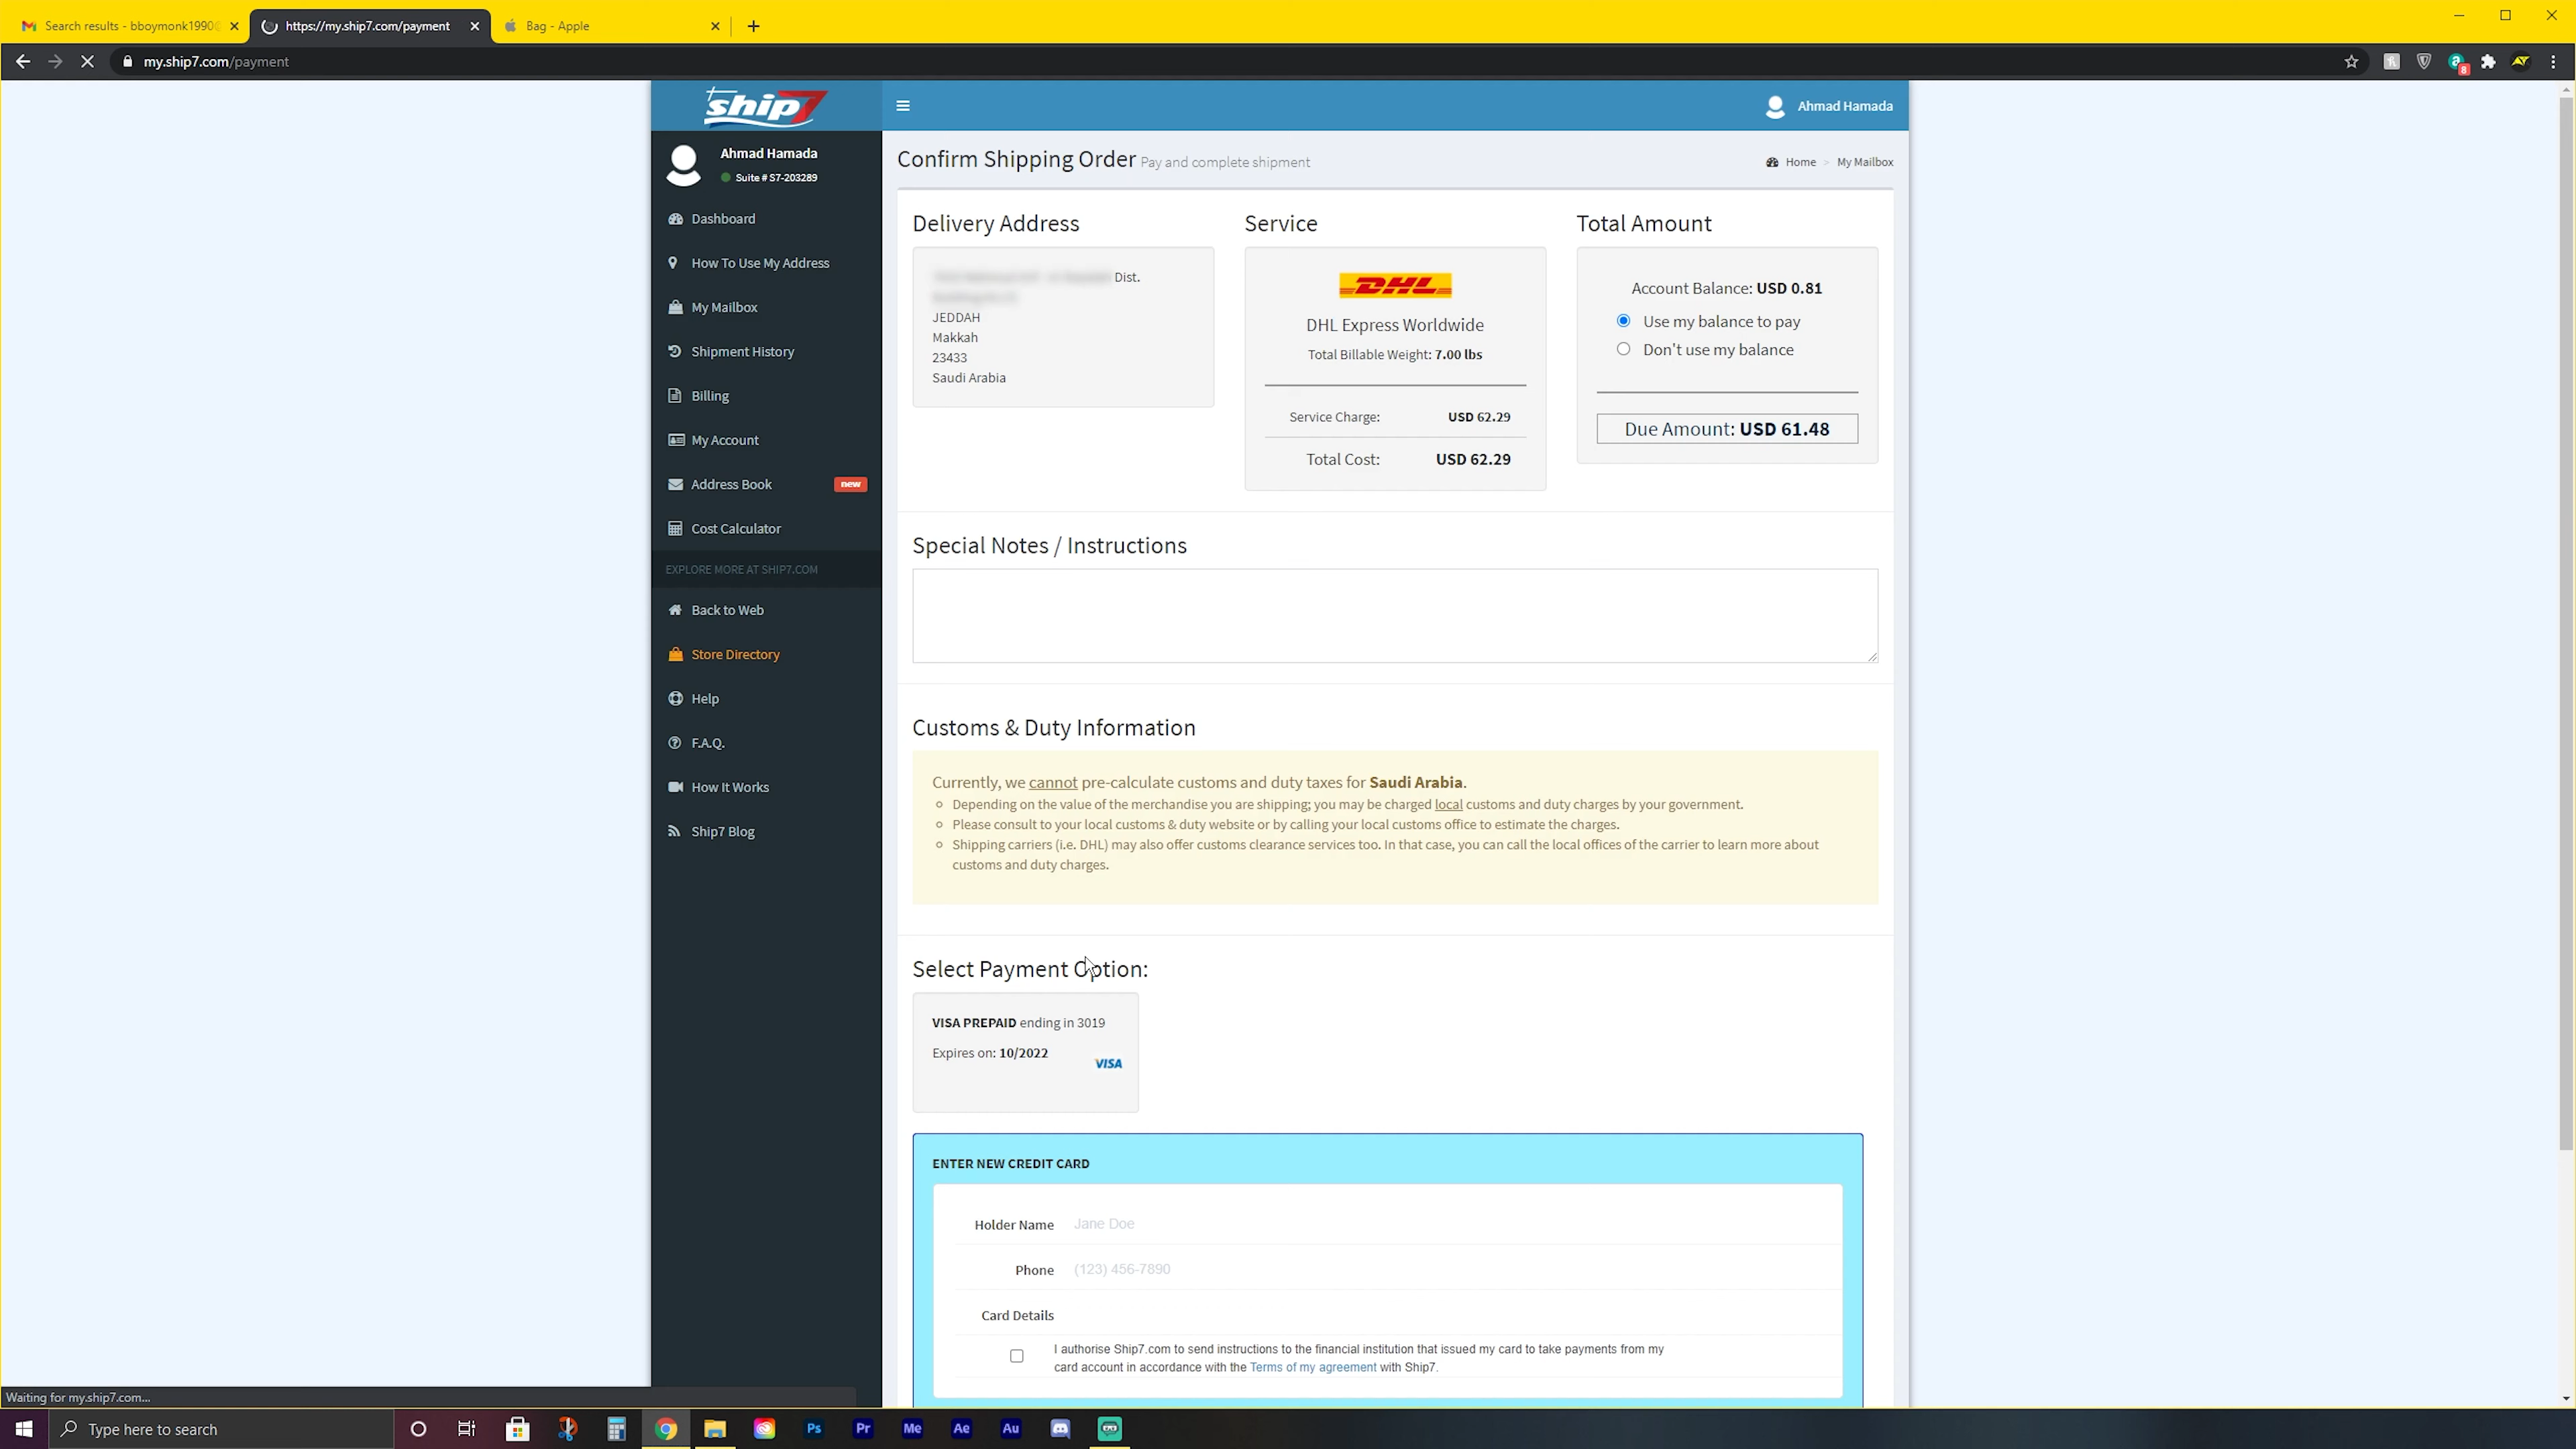 Search results - bboymonk1990@
https://my.ship7.com/payment
Bag - Apple
my.ship7.com/payment
8
ship7
Ahmad Hamada
Ahmad Hamada
Suite # S7-203289
Dashboard
How To Use My Address
My Mailbox
Shipment History
Billing
My Account
Address Book new
Cost Calculator
EXPLORE MORE AT SHIP7.COM
Back to Web
Store Directory
Help
F.A.Q.
How It Works
Ship7 Blog
Confirm Shipping Order Pay and complete shipment
Home > My Mailbox
Delivery Address
Dist.
JEDDAH
Makkah
23433
Saudi Arabia
Service
DHL
DHL Express Worldwide
Total Billable Weight: 7.00 lbs
Service Charge: USD 62.29
Total Cost: USD 62.29
Total Amount
Account Balance: USD 0.81
Use my balance to pay
Don't use my balance
Due Amount: USD 61.48
Special Notes / Instructions
Customs & Duty Information
Currently, we cannot pre-calculate customs and duty taxes for Saudi Arabia.
Depending on the value of the merchandise you are shipping; you may be charged local customs and duty charges by your government.
Please consult to your local customs & duty website or by calling your local customs office to estimate the charges.
Shipping carriers (i.e. DHL) may also offer customs clearance services too. In that case, you can call the local offices of the carrier to learn more about
customs and duty charges.
Select Payment Option:
VISA PREPAID ending in 3019
Expires on: 10/2022
VISA
ENTER NEW CREDIT CARD
Holder Name Jane Doe
Phone (123) 456-7890
Card Details
I authorise Ship7.com to send instructions to the financial institution that issued my card to take payments from my
card account in accordance with the Terms of my agreement with Ship7.
Waiting for my.ship7.com...
Type here to search
Ps
Pr
Me
Ae
Au